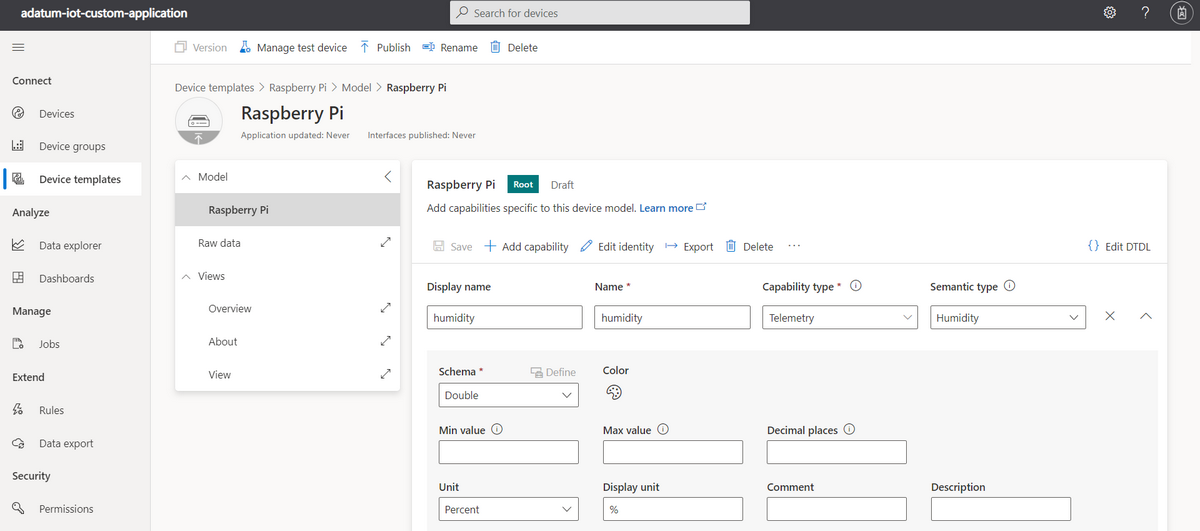 adatum-iot-custom-application
Search for devices
?
Version Manage test device Publish Rename Delete
Connect
Devices
Device groups
Device templates
Analyze
Data explorer
Dashboards
Manage
Jobs
Extend
Rules
Data export
Security
Permissions
Device templates > Raspberry Pi > Model > Raspberry Pi
Raspberry Pi
Application updated: Never Interfaces published: Never
Model
Raspberry Pi
Raw data
Views
Overview
About
View
Raspberry Pi Root Draft
Add capabilities specific to this device model. Learn more
Save Add capability Edit identity Export Delete ... {} Edit DTDL
Display name Name * Capability type * Semantic type
humidity humidity Telemetry Humidity
Schema * Define Color
Double
Min value Max value Decimal places
Unit Display unit Comment Description
Percent %